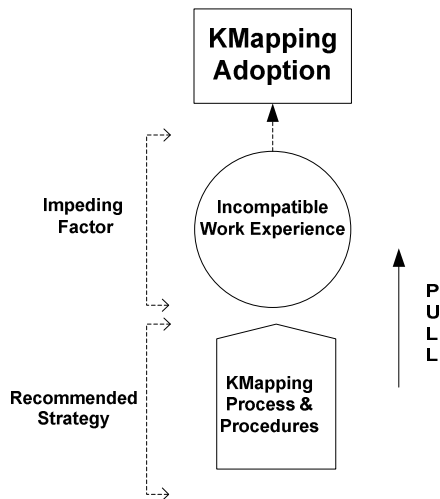 KMapping
Adoption
Impeding
Factor
Incompatible
Work Experience
P
U
L
L
Recommended
Strategy
KMapping
Process &
Procedures